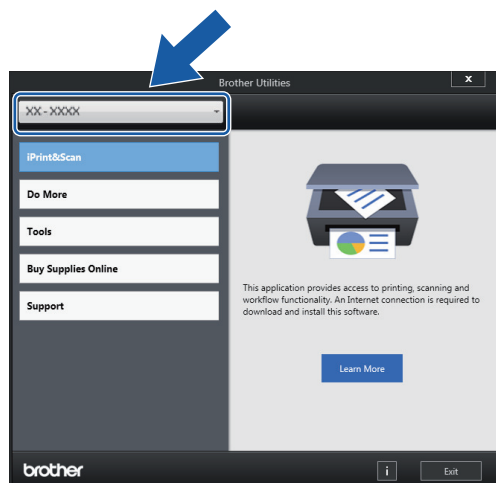 Brother Utilities
x
XX-XXXX
iPrint&Scan
Do More
Tools
Buy Supplies Online
Support
This application provides access to printing, scanning and
workflow functionality. An Internet connection is required to
download and install this software.
Learn More
brother
i
Exit